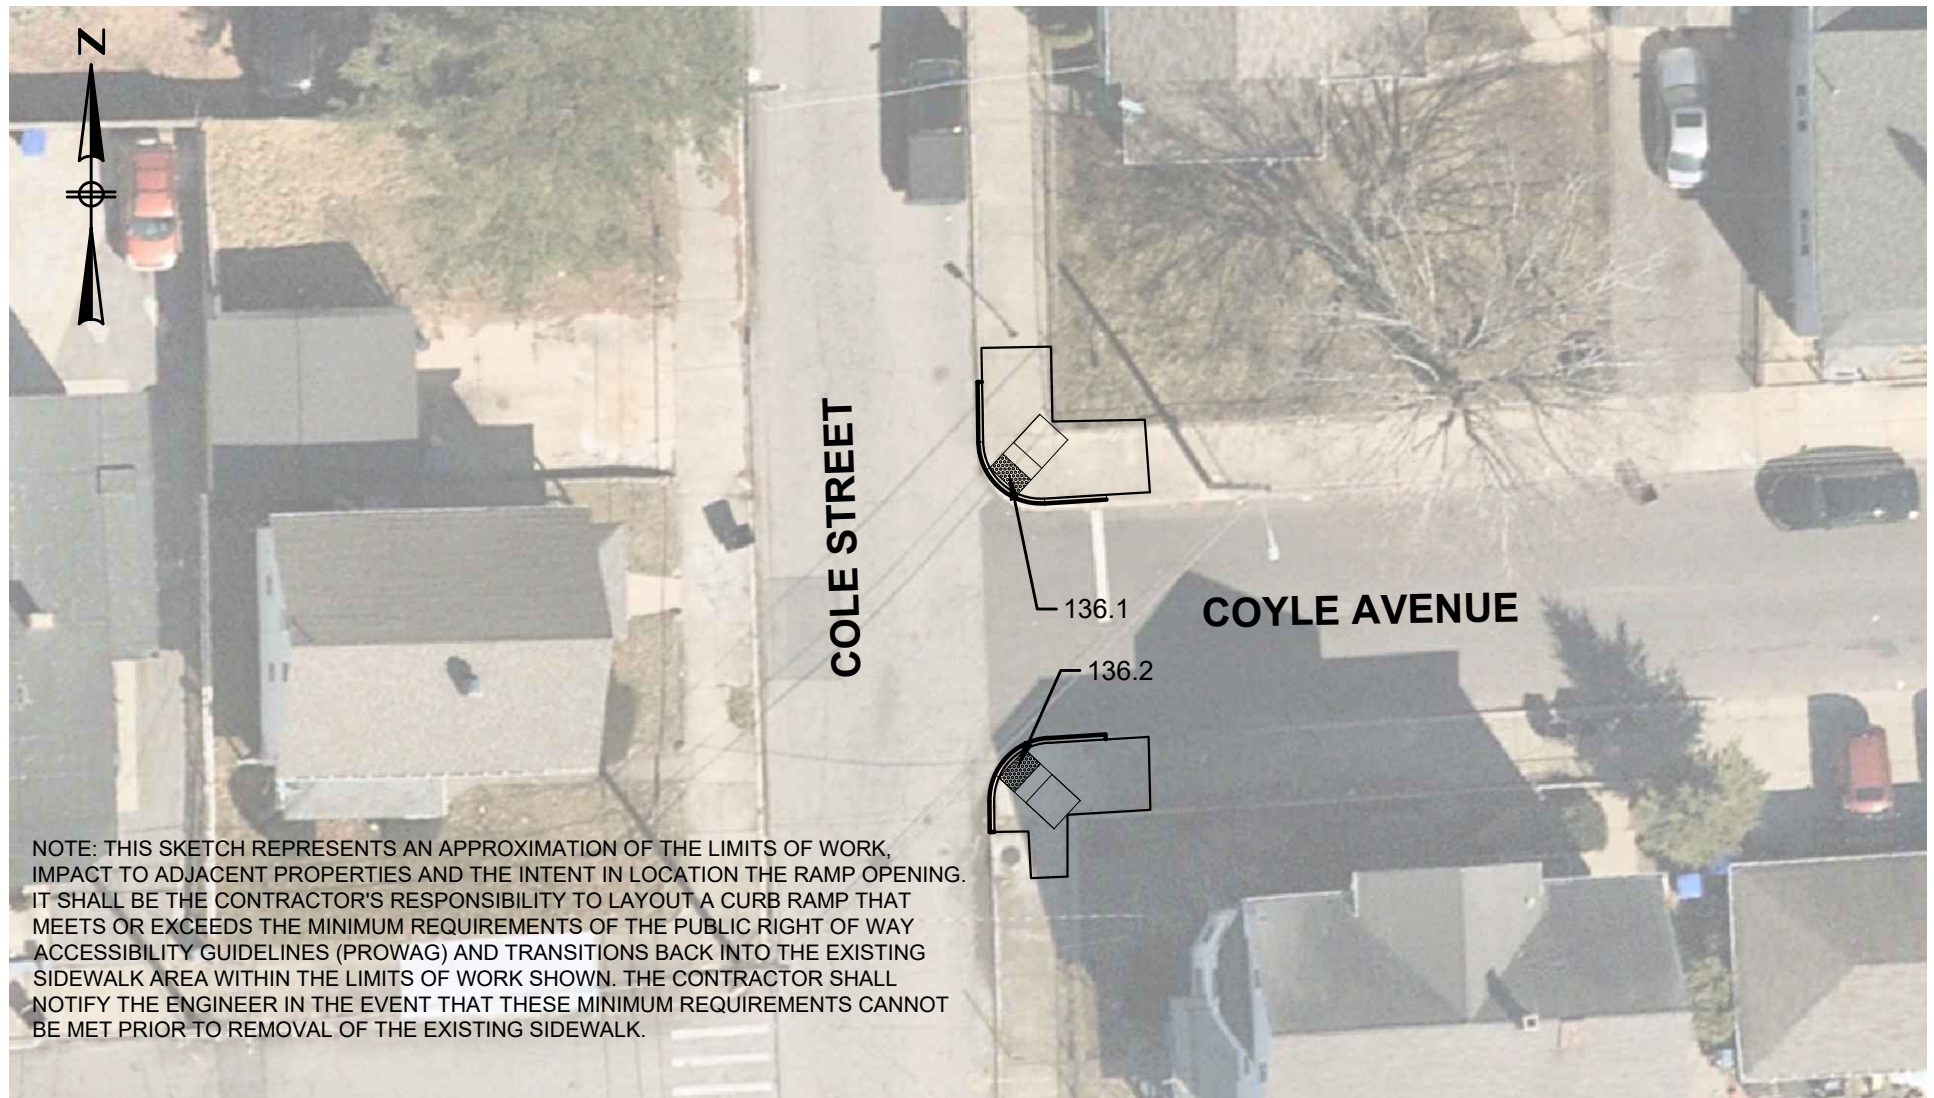 N
COLE STREET
136.1
COYLE AVENUE
136.2
NOTE: THIS SKETCH REPRESENTS AN APPROXIMATION OF THE LIMITS OF WORK,
IMPACT TO ADJACENT PROPERTIES AND THE INTENT IN LOCATION THE RAMP OPENING.
IT SHALL BE THE CONTRACTOR'S RESPONSIBILITY TO LAYOUT A CURB RAMP THAT
MEETS OR EXCEEDS THE MINIMUM REQUIREMENTS OF THE PUBLIC RIGHT OF WAY
ACCESSIBILITY GUIDELINES (PROWAG) AND TRANSITIONS BACK INTO THE EXISTING
SIDEWALK AREA WITHIN THE LIMITS OF WORK SHOWN. THE CONTRACTOR SHALL
NOTIFY THE ENGINEER IN THE EVENT THAT THESE MINIMUM REQUIREMENTS CANNOT
BE MET PRIOR TO REMOVAL OF THE EXISTING SIDEWALK.